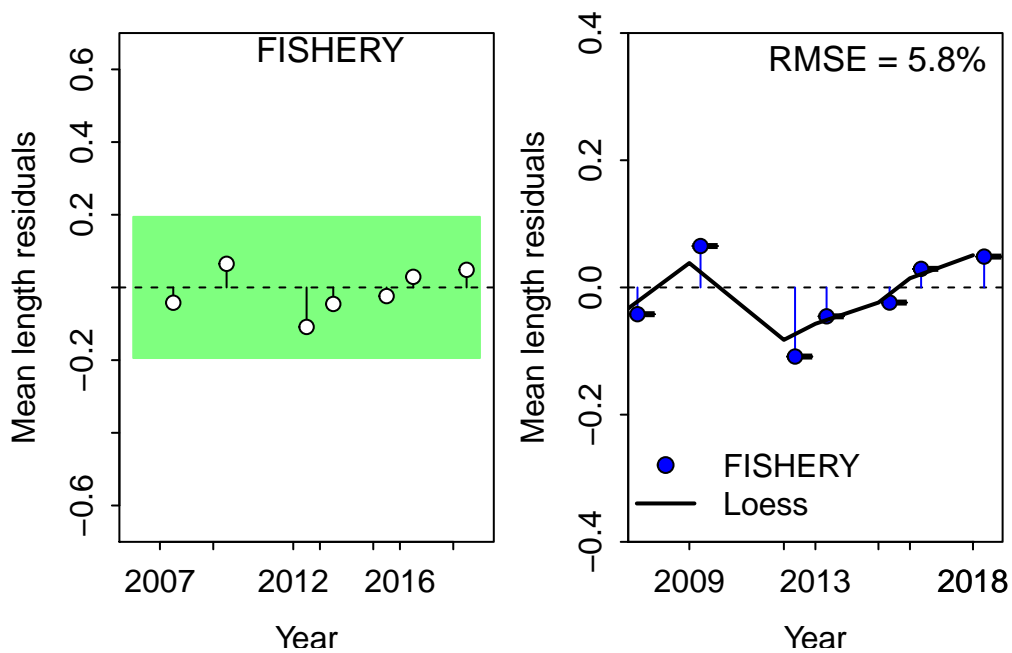 FISHERY
Mean length residuals
0.6
0.4
0.2
−0.2
−0.6
2007
2012
2016
Year
RMSE = 5.8%
Mean length residuals
0.4
0.2
0.0
−0.2
−0.4
FISHERY
Loess
2009
2013
2018
Year